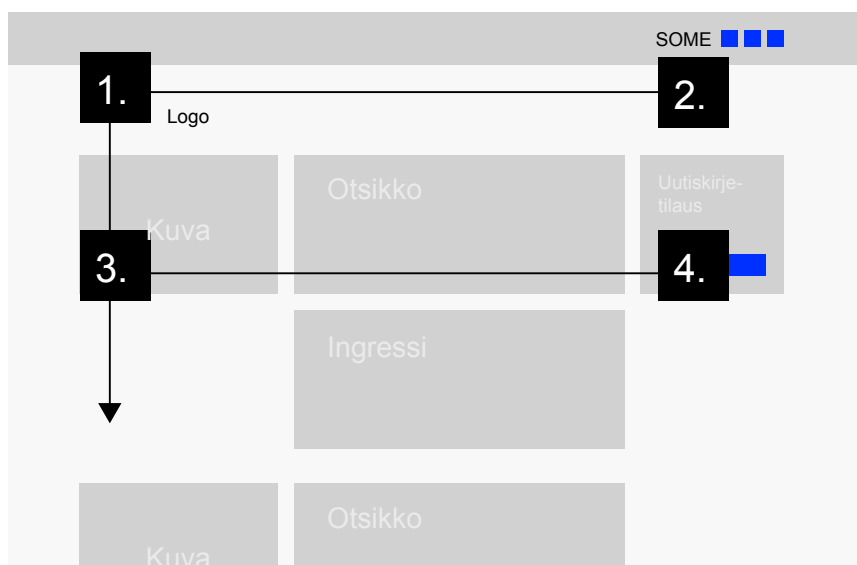 SOME
1.
2.
Logo
Kuva
Otsikko
Uutiskirje-
tilaus
3.
4.
Ingressi
Kuva
Otsikko